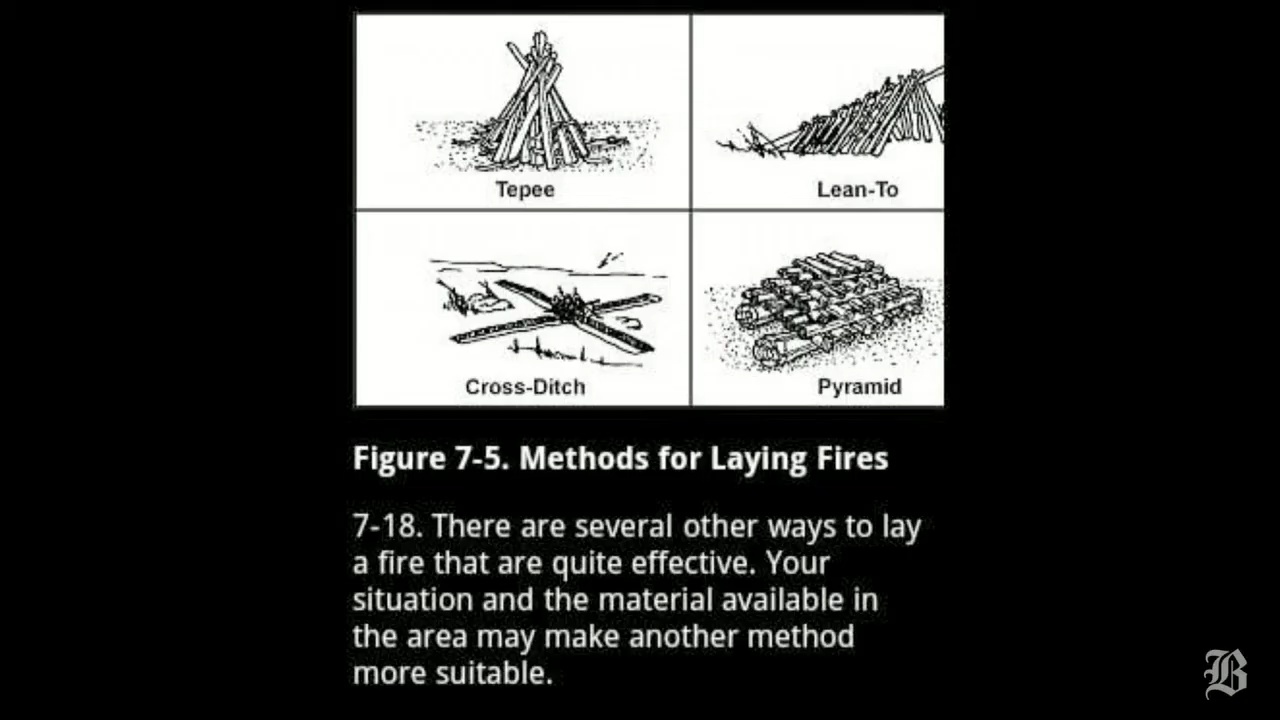 Tepee
Lean-To
Cross-Ditch
Pyramid
Figure 7-5. Methods for Laying Fires
7-18. There are several other ways to lay
a fire that are quite effective. Your
situation and the material available in
the area may make another method
more suitable.
B